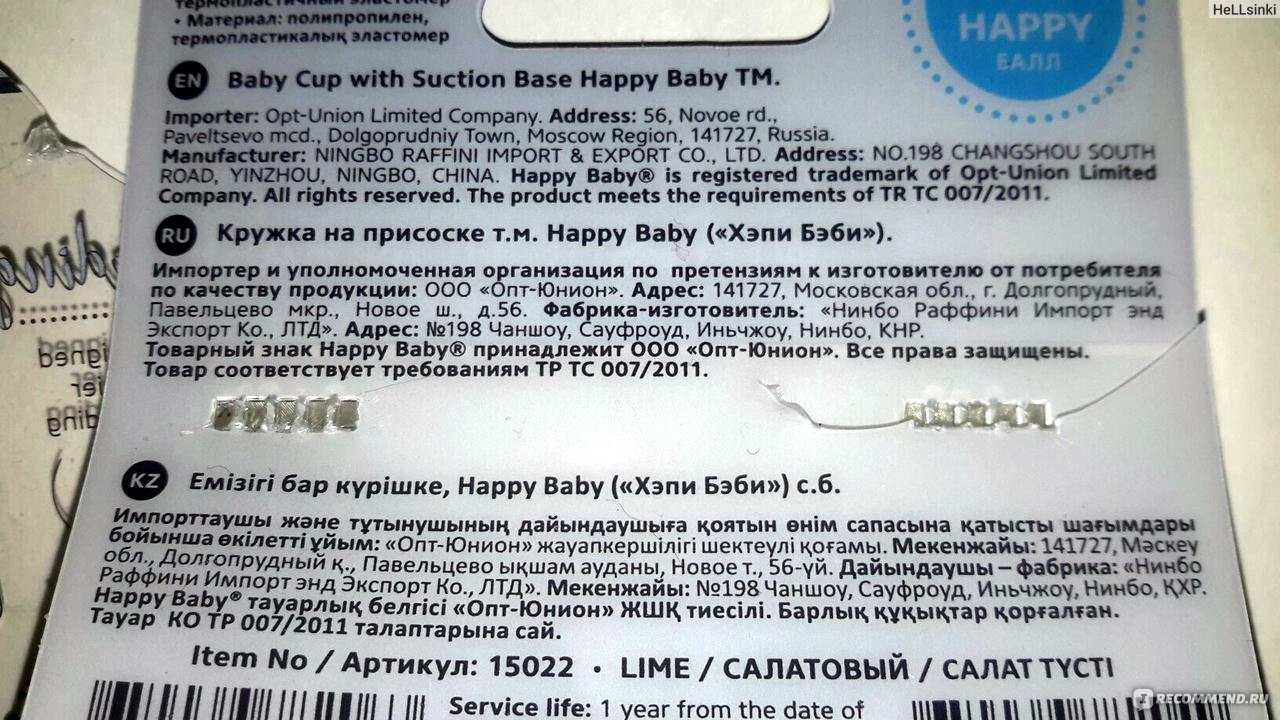 HeLLsinki
термопластичный эластомер
• Материал: полипропилен,
термопластикалық эластомер
HAPPY
БАЛЛ
EN Baby Cup with Suction Base Happy Baby TM.
Importer: Opt-Union Limited Company. Address: 56, Novoe rd.,
Paveltsevo mcd., Dolgoprudniy Town, Moscow Region, 141727, Russia.
Manufacturer: NINGBO RAFFINI IMPORT & EXPORT CO., LTD. Address: NO.198 CHANGSHOU SOUTH
ROAD, YINZHOU, NINGBO, CHINA. Happy Baby® is registered trademark of Opt-Union Limited
Company. All rights reserved. The product meets the requirements of TR TC 007/2011.
RU Кружка на присоске т.м. Happy Baby («Хэпи Бэби»).
Импортер и уполномоченная организация по претензиям к изготовителю от потребителя
по качеству продукции: ООО «Опт-Юнион». Адрес: 141727, Московская обл., г. Долгопрудный,
Павельцево мкр., Новое ш., д.56. Фабрика-изготовитель: «Нинбо Раффини Импорт энд
Экспорт Ко., ЛТД». Адрес: №198 Чаншоу, Сауфроуд, Иньчжоу, Нинбо, КНР.
Товарный знак Happy Baby® принадлежит ООО «Опт-Юнион». Все права защищены.
Товар соответствует требованиям ТР ТС 007/2011.
KZ Емізігі бар күрішке, Happy Baby («Хэпи Бэби») с.б.
Импорттаушы және тұтынушының дайындаушыға қоятын өнім сапасына қатысты шағымдары
бойынша өкілетті ұйым: «Опт-Юнион» жауапкершілігі шектеулі қоғамы. Мекенжайы: 141727, Мәскеу
обл., Долгопрудный қ., Павельцево ықшам ауданы, Новое т., 56-үй. Дайындаушы – фабрика: «Нинбо
Раффини Импорт энд Экспорт Ко., ЛТД». Мекенжайы: №198 Чаншоу, Сауфроуд, Иньчжоу, Нинбо, ҚХР.
Happy Baby® тауарлық белгісі «Опт-Юнион» ЖШҚ тиесілі. Барлық құқықтар қорғалған.
Тауар КО ТР 007/2011 талаптарына сай.
Item No / Артикул: 15022 • LIME / САЛАТОВЫЙ / САЛАТ ТҮСТІ
Service life: 1 year from the date of
RECOMMEND.RU